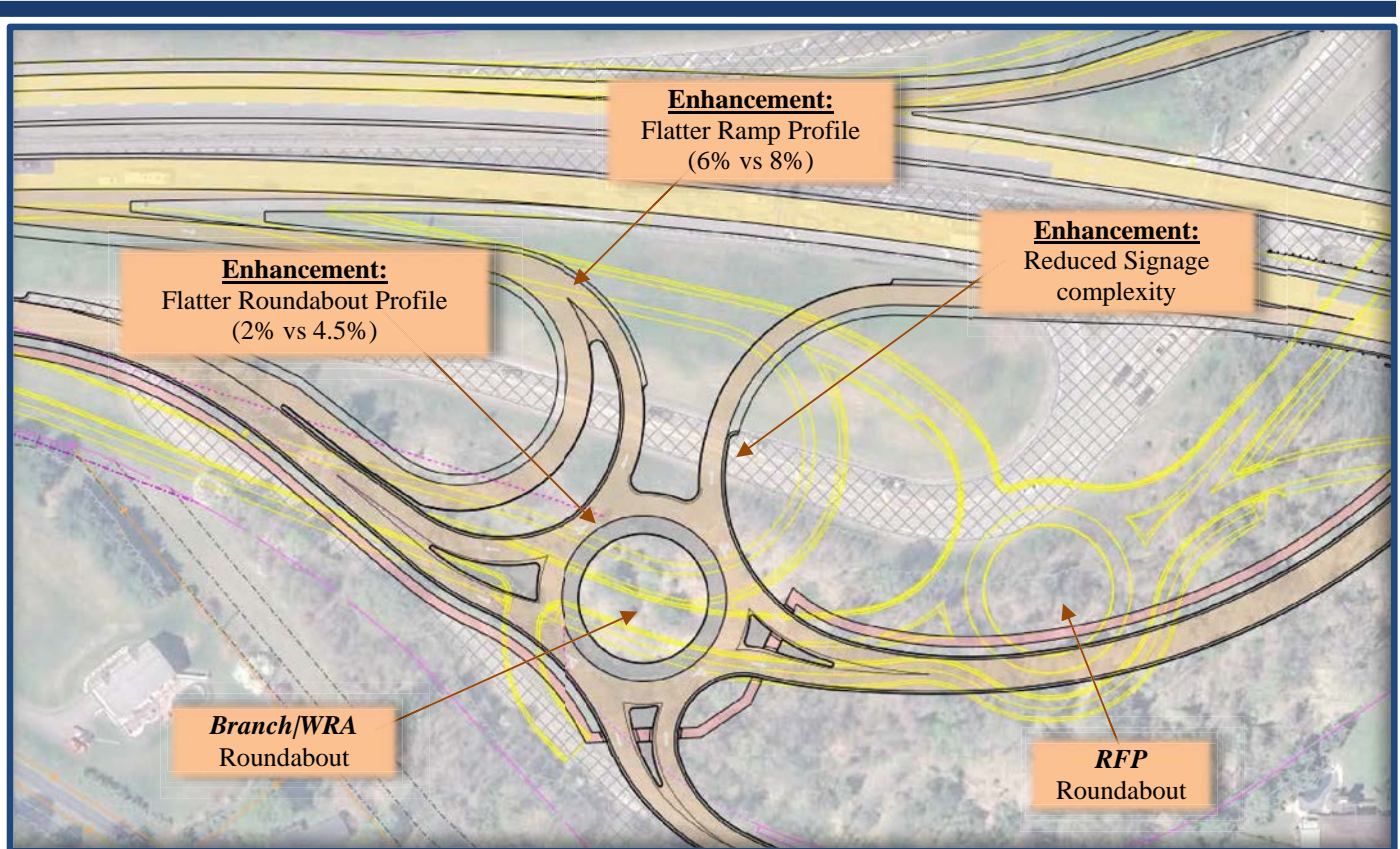 Enhancement:
Flatter Ramp Profile
(6% vs 8%)
Enhancement:
Reduced Signage
complexity
Enhancement:
Flatter Roundabout Profile
(2% vs 4.5%)
Branch/WRA
Roundabout
RFP
Roundabout